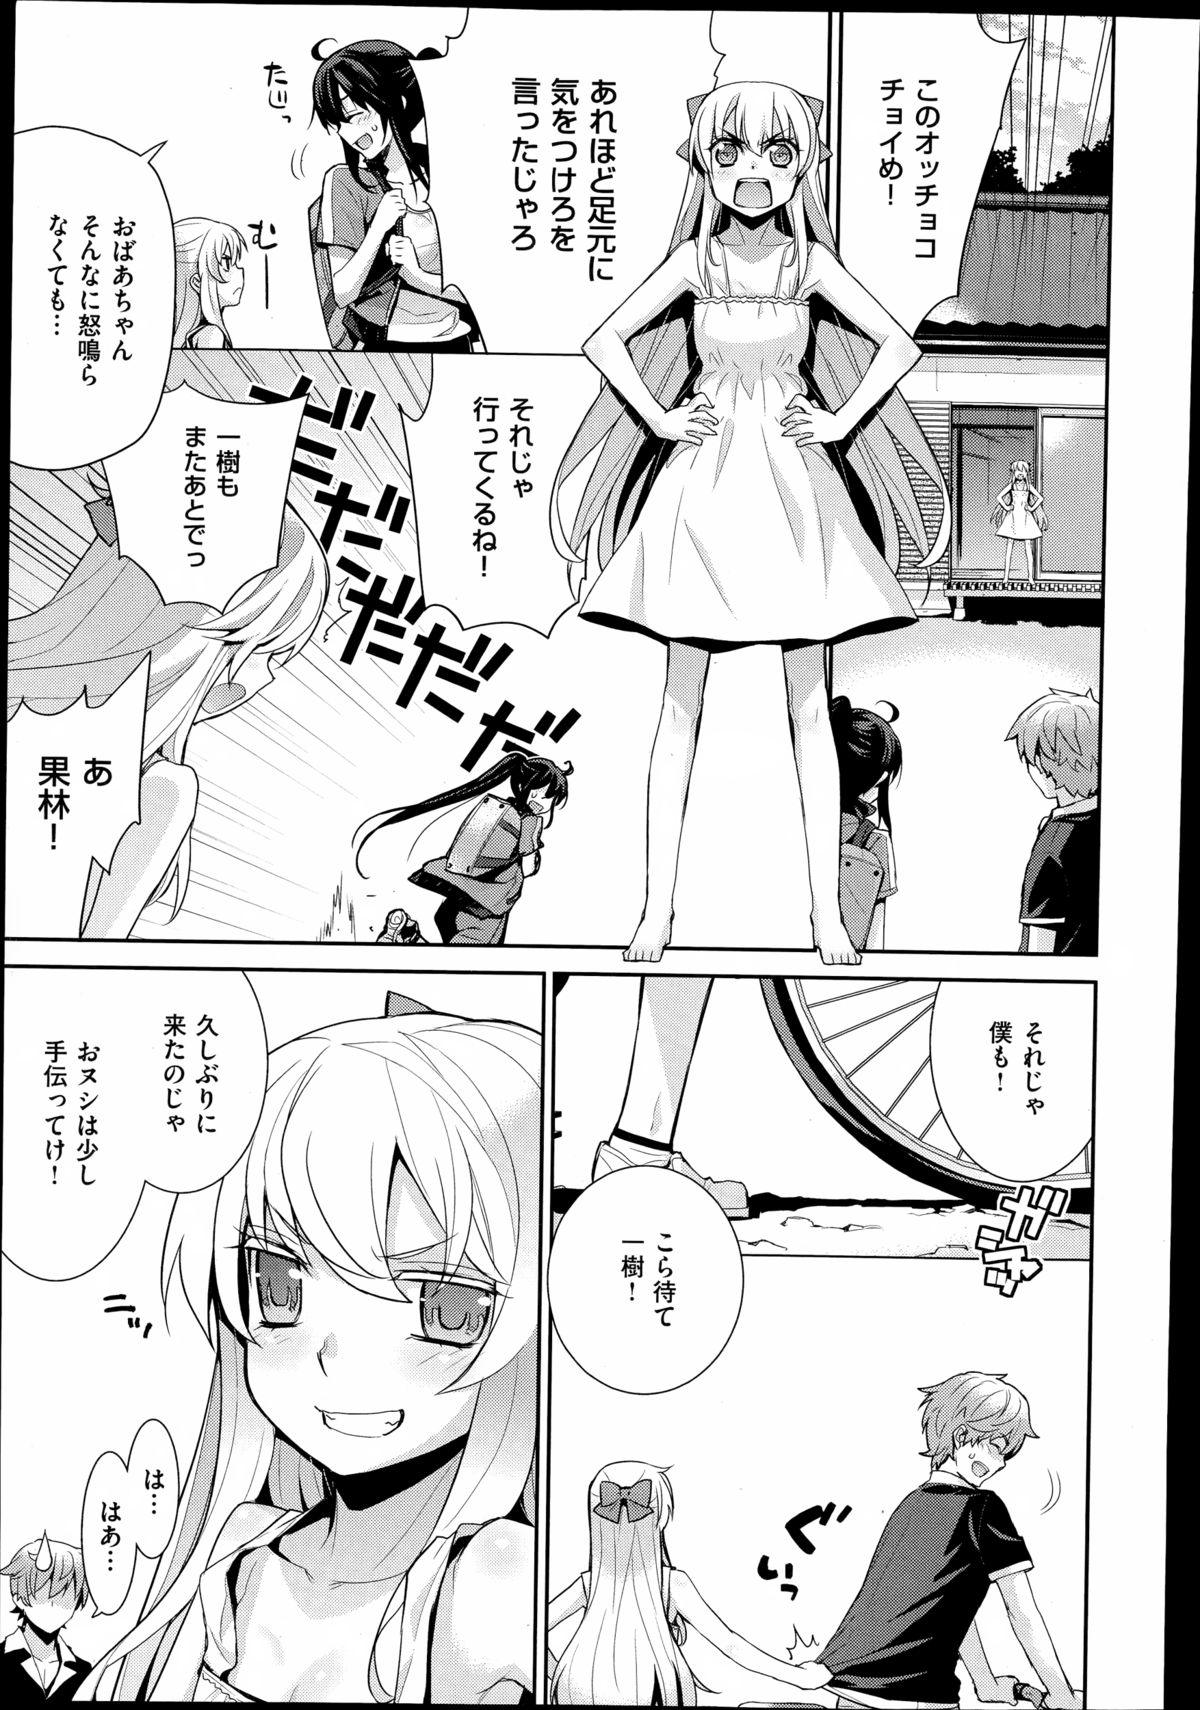 このオッチョコ
チョイめ！
あれほど足元に
気をつけろを
言ったじゃろ
たじっ
むー
おばあちゃん
そんなに怒鳴ら
なくても…
それじゃ
行ってくるね！
一樹も
またあとでっ
だだだだだだ
あ
果林！
それじゃ
僕も！
ガシャッ
こら待て
一樹！
ぐいっ
久しぶりに
来たのじゃ
おヌシは少し
手伝ってけ！
ニッ
は…
はあ…